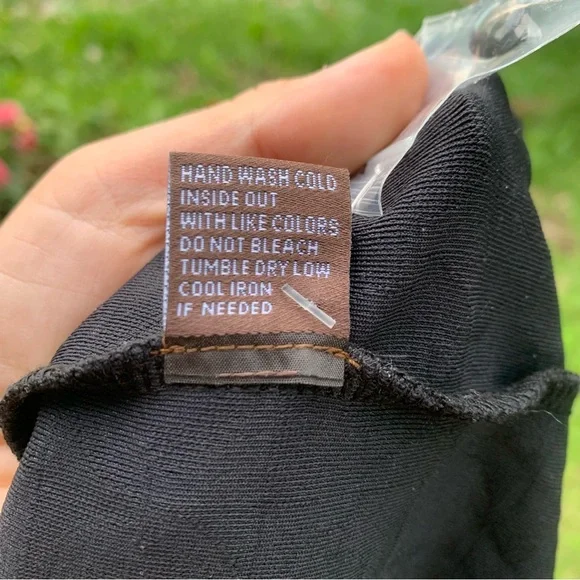 HAND WASH COLD
INSIDE OUT
WITH LIKE COLORS
DO NOT BLEACH
TUMBLE DRY LOW
COOL IRON
IF NEEDED